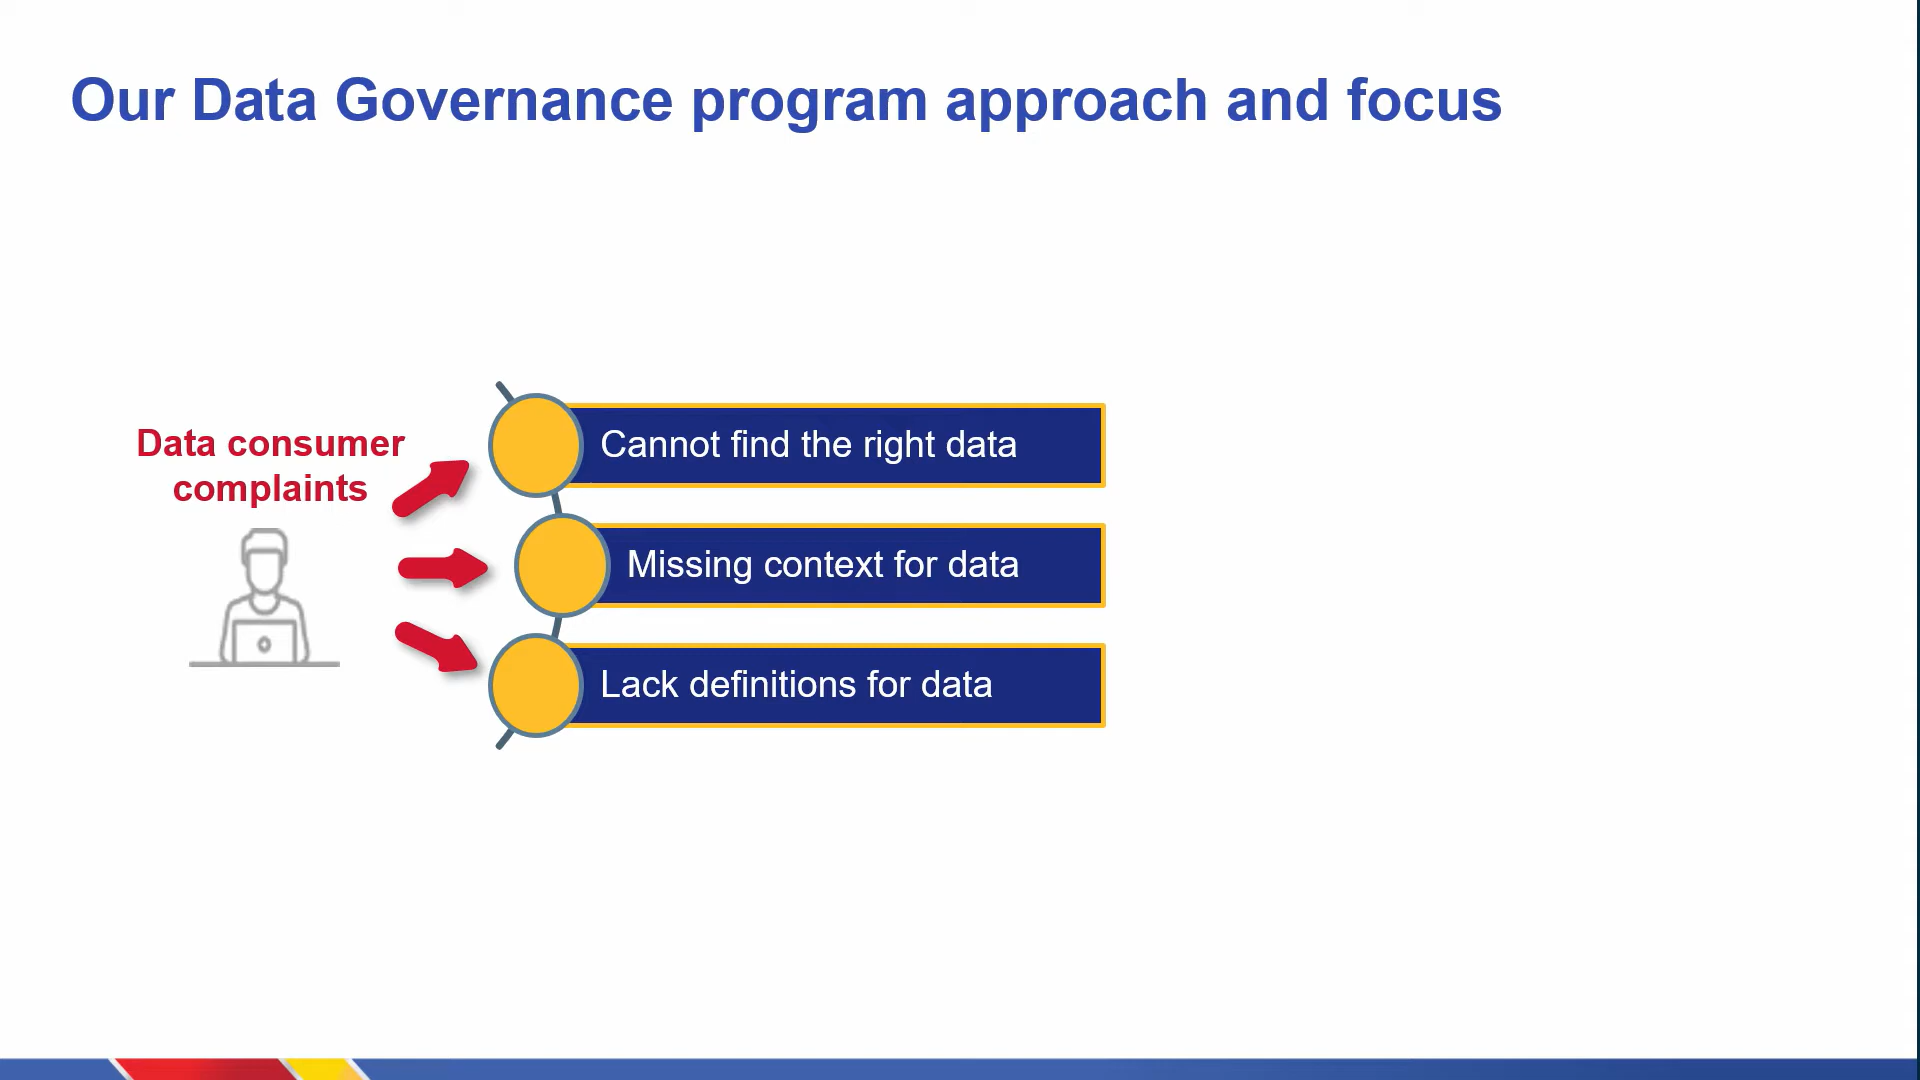 Our Data Governance program approach and focus
Data consumer
complaints
Cannot find the right data
Missing context for data
Lack definitions for data